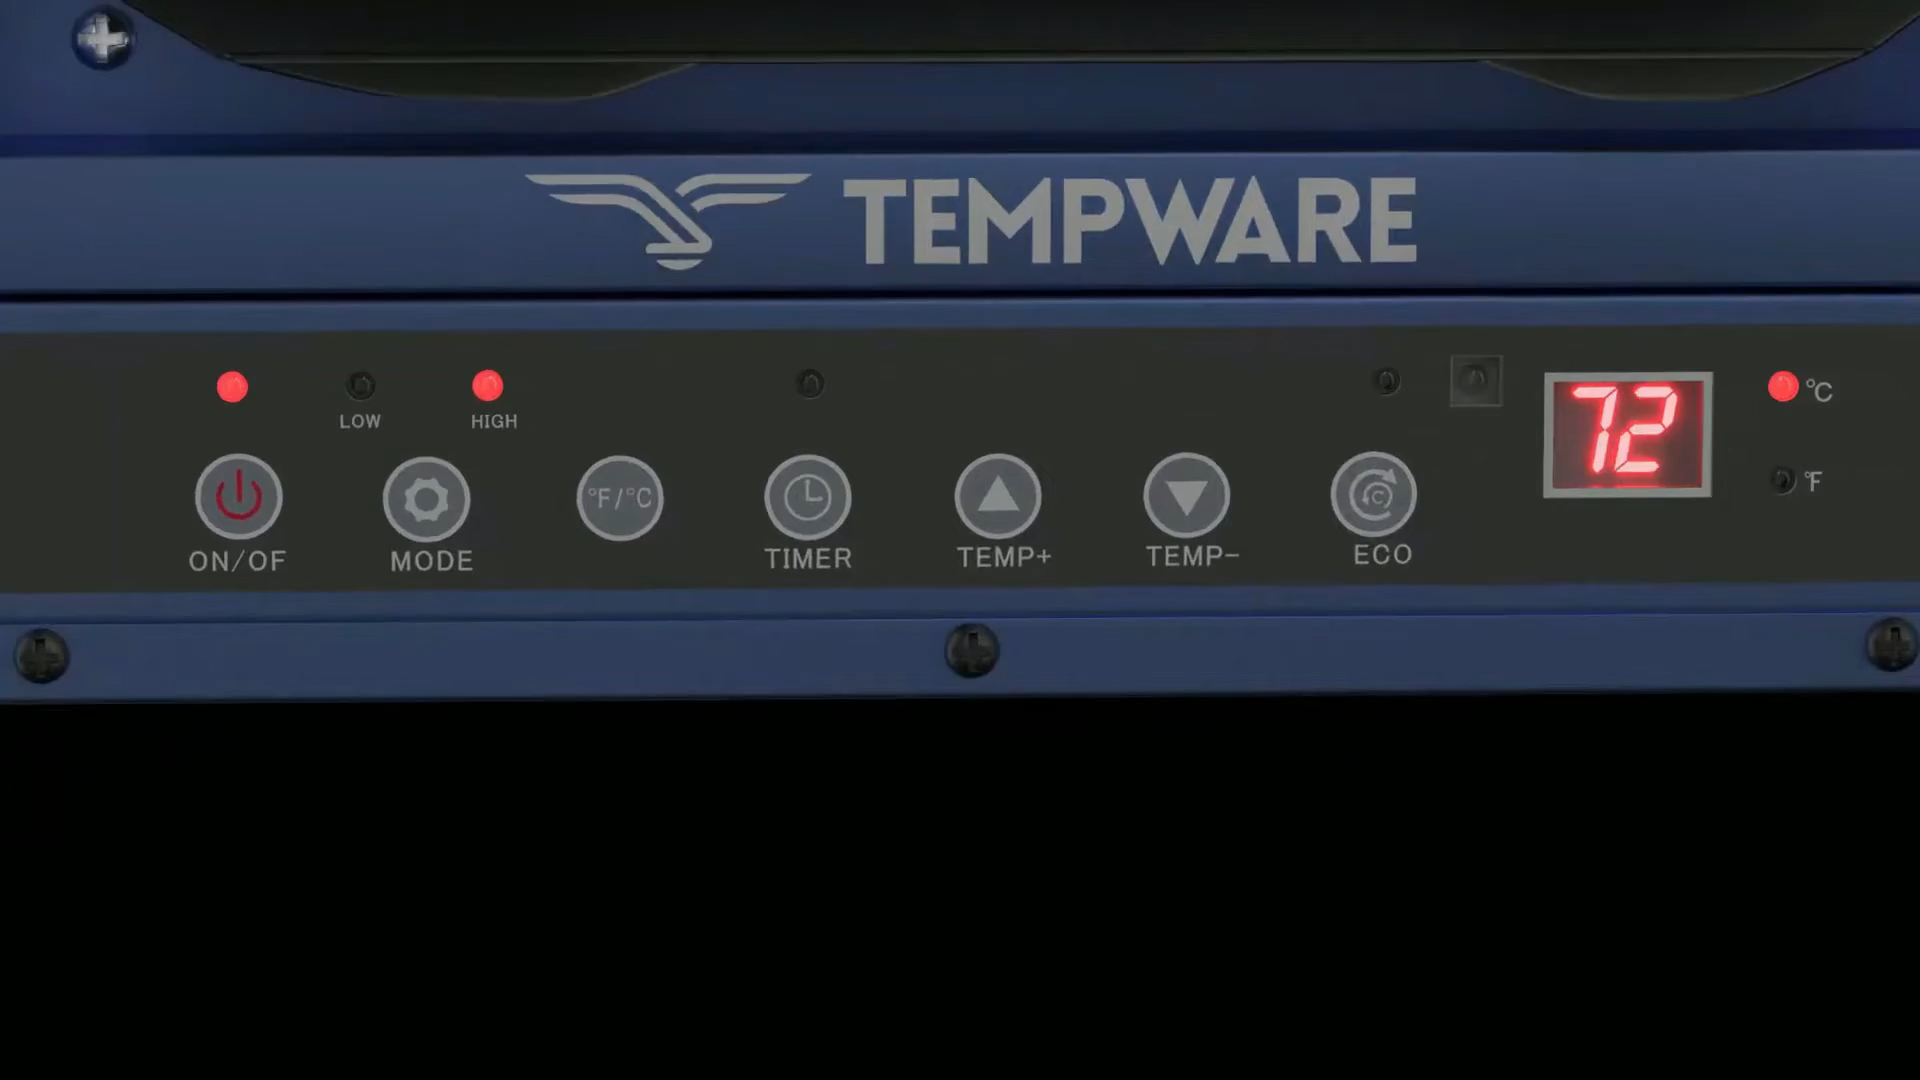 TEMPWARE
LOW
HIGH
72
°C
°F
°F/°C
ON/OF
MODE
TIMER
TEMP+
TEMP-
ECO